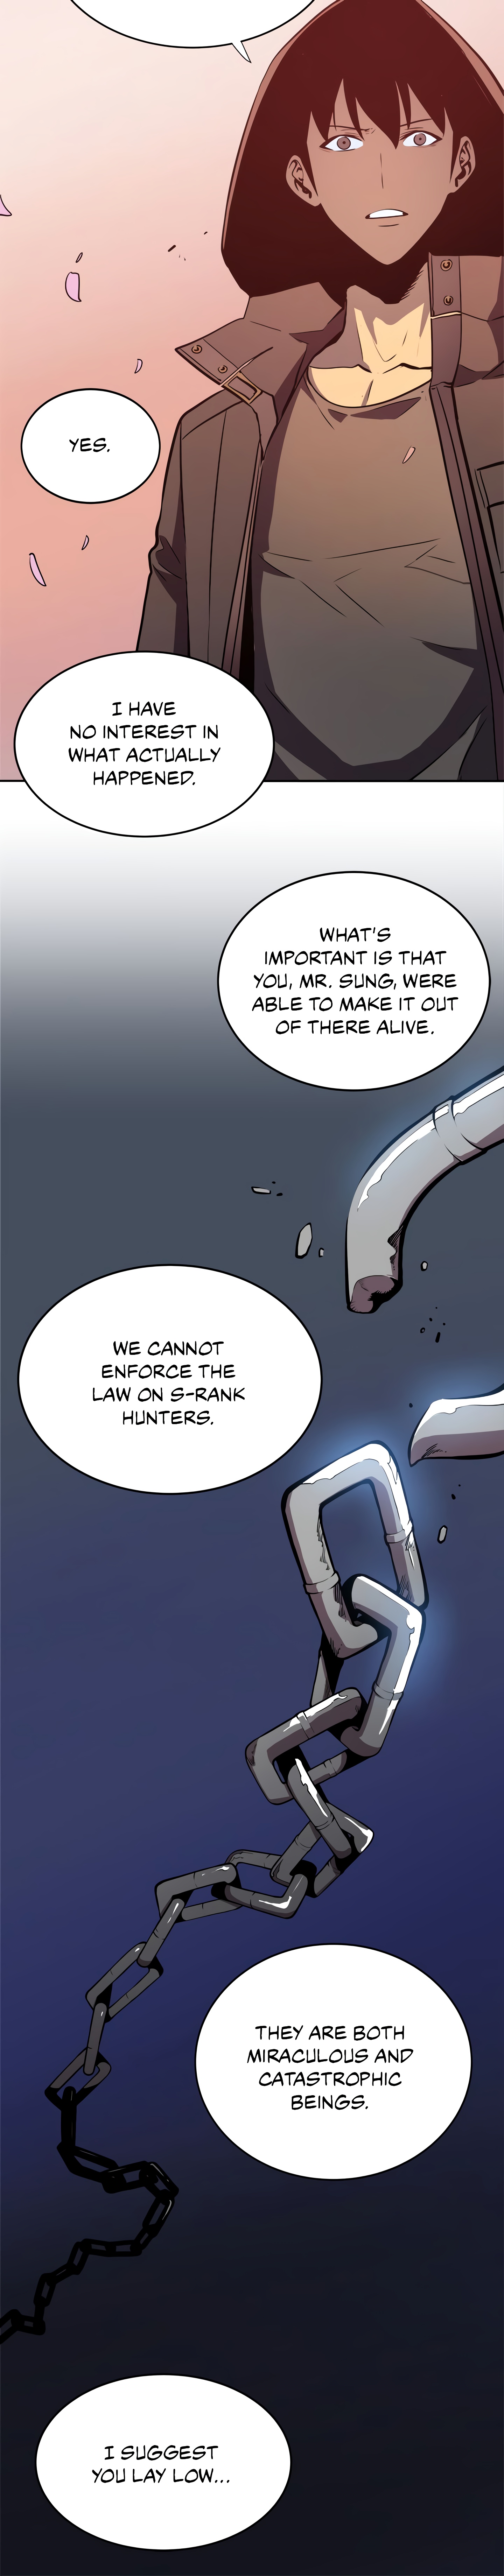 YES.
I HAVE
NO INTEREST IN
WHAT ACTUALLY
HAPPENED.
WHAT'S
IMPORTANT IS THAT
YOU, MR. SUNG, WERE
ABLE TO MAKE IT OUT
OF THERE ALIVE.
WE CANNOT
ENFORCE THE
LAW ON S-RANK
HUNTERS.
THEY ARE BOTH
MIRACULOUS AND
CATASTROPHIC
BEINGS.
I SUGGEST
YOU LAY LOW...